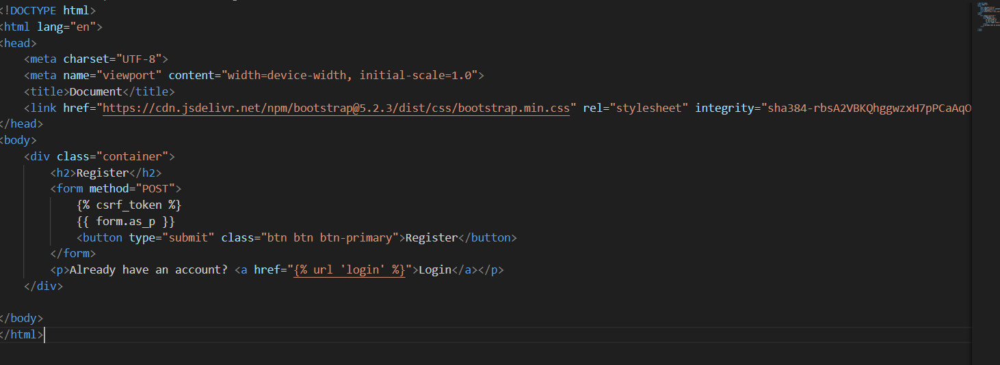 <!DOCTYPE html>
<html lang="en">
<head>
    <meta charset="UTF-8">
    <meta name="viewport" content="width=device-width, initial-scale=1.0">
    <title>Document</title>
    <link href="https://cdn.jsdelivr.net/npm/bootstrap@5.2.3/dist/css/bootstrap.min.css" rel="stylesheet" integrity="sha384-rbsA2VBKQhggwzxH7pPCaAqO
</head>
<body>
    <div class="container">
        <h2>Register</h2>
        <form method="POST">
            {% csrf_token %}
            {{ form.as_p }}
            <button type="submit" class="btn btn btn-primary">Register</button>
        </form>
        <p>Already have an account? <a href="{% url 'login' %}">Login</a></p>
    </div>

</body>
</html>